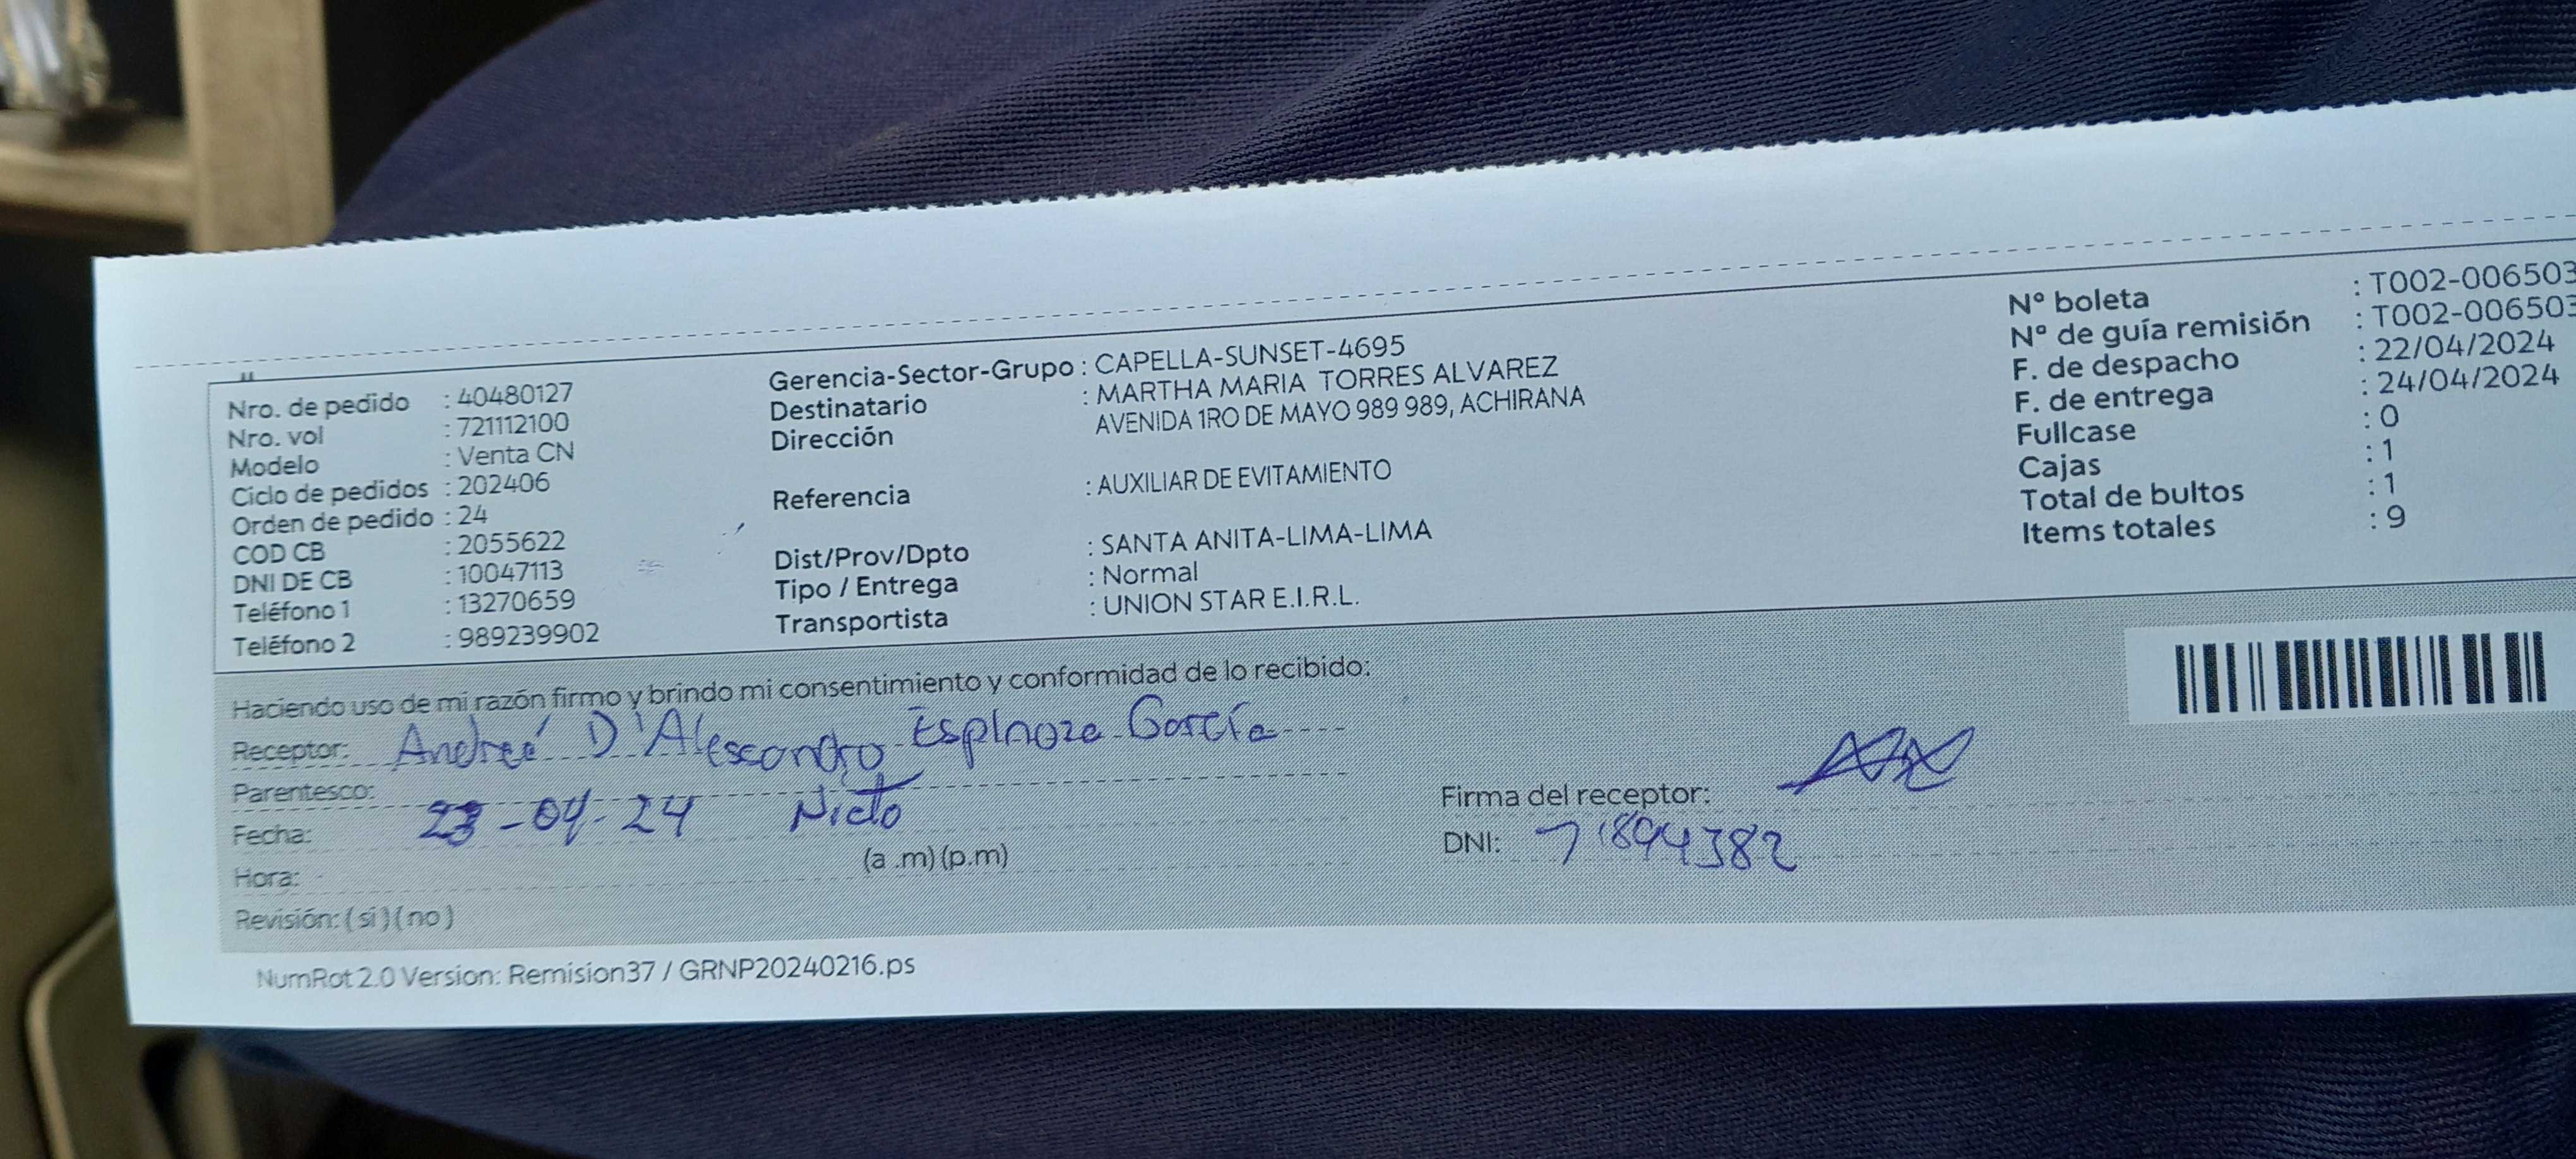 Nro. de pedido : 40480127
Nro. vol : 721112100
Modelo : Venta CN
Ciclo de pedidos : 202406
Orden de pedido : 24
COD CB : 2055622
DNI DE CB : 10047113
Teléfono 1 : 13270659
Teléfono 2 : 989239902
Gerencia-Sector-Grupo : CAPELLA-SUNSET-4695
Destinatario : MARTHA MARIA TORRES ALVAREZ
Dirección AVENIDA 1RO DE MAYO 989 989, ACHIRANA
Referencia : AUXILIAR DE EVITAMIENTO
Dist/Prov/Dpto : SANTA ANITA-LIMA-LIMA
Tipo / Entrega : Normal
Transportista : UNION STAR E.I.R.L.
Nº boleta : T002-006503
Nº de guía remisión : T002-006503
F. de despacho : 22/04/2024
F. de entrega : 24/04/2024
Fullcase : 0
Cajas : 1
Total de bultos : 1
Items totales : 9
Haciendo uso de mi razón firmo y brindo mi consentimiento y conformidad de lo recibido:
Receptor: Andreé D'Alessandro Espinoza García
Parentesco: Nieto
Fecha: 23-04-24
Hora: (a .m) (p.m)
Revisión: ( si ) ( no )
Firma del receptor:
DNI: 71894382
NumRot 2.0 Version: Remision37 / GRNP20240216.ps